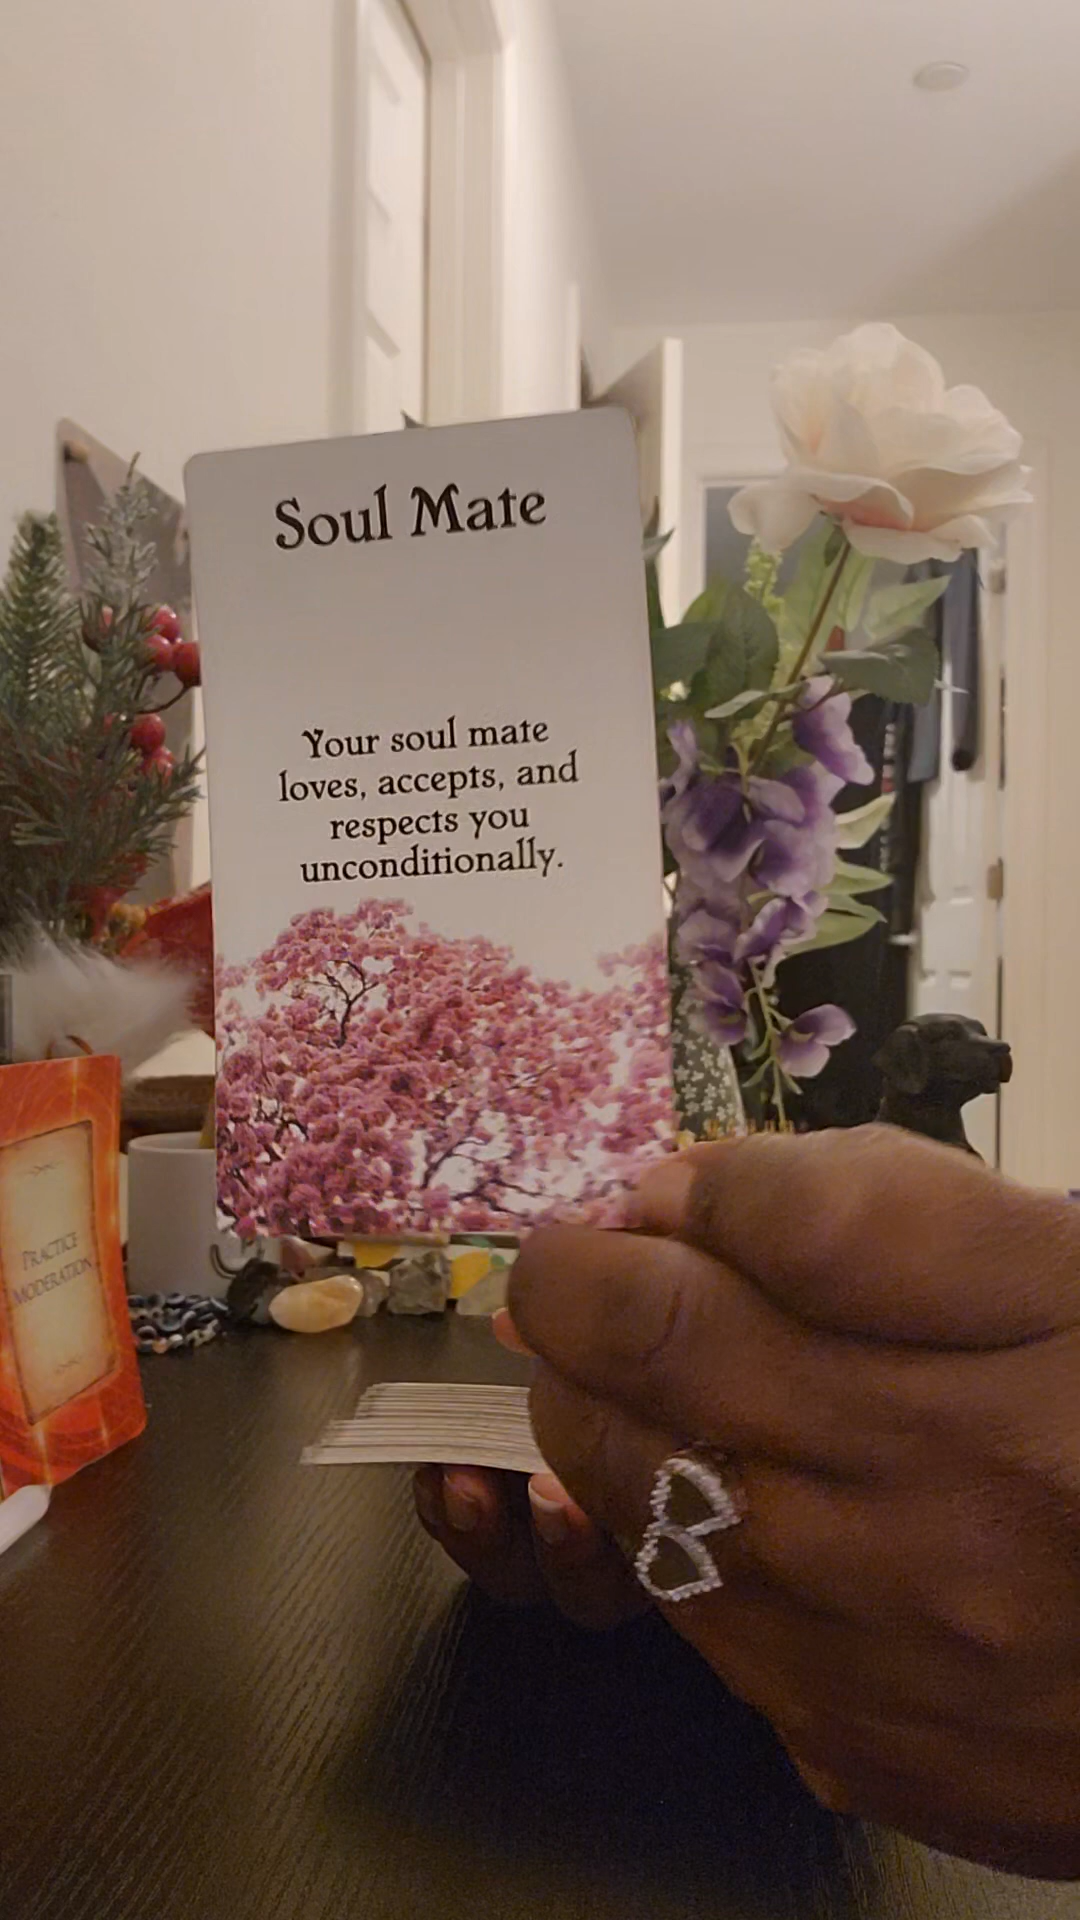 Soul Mate
Your soul mate
loves, accepts, and
respects you
unconditionally.
PRACTICE
MODERATION